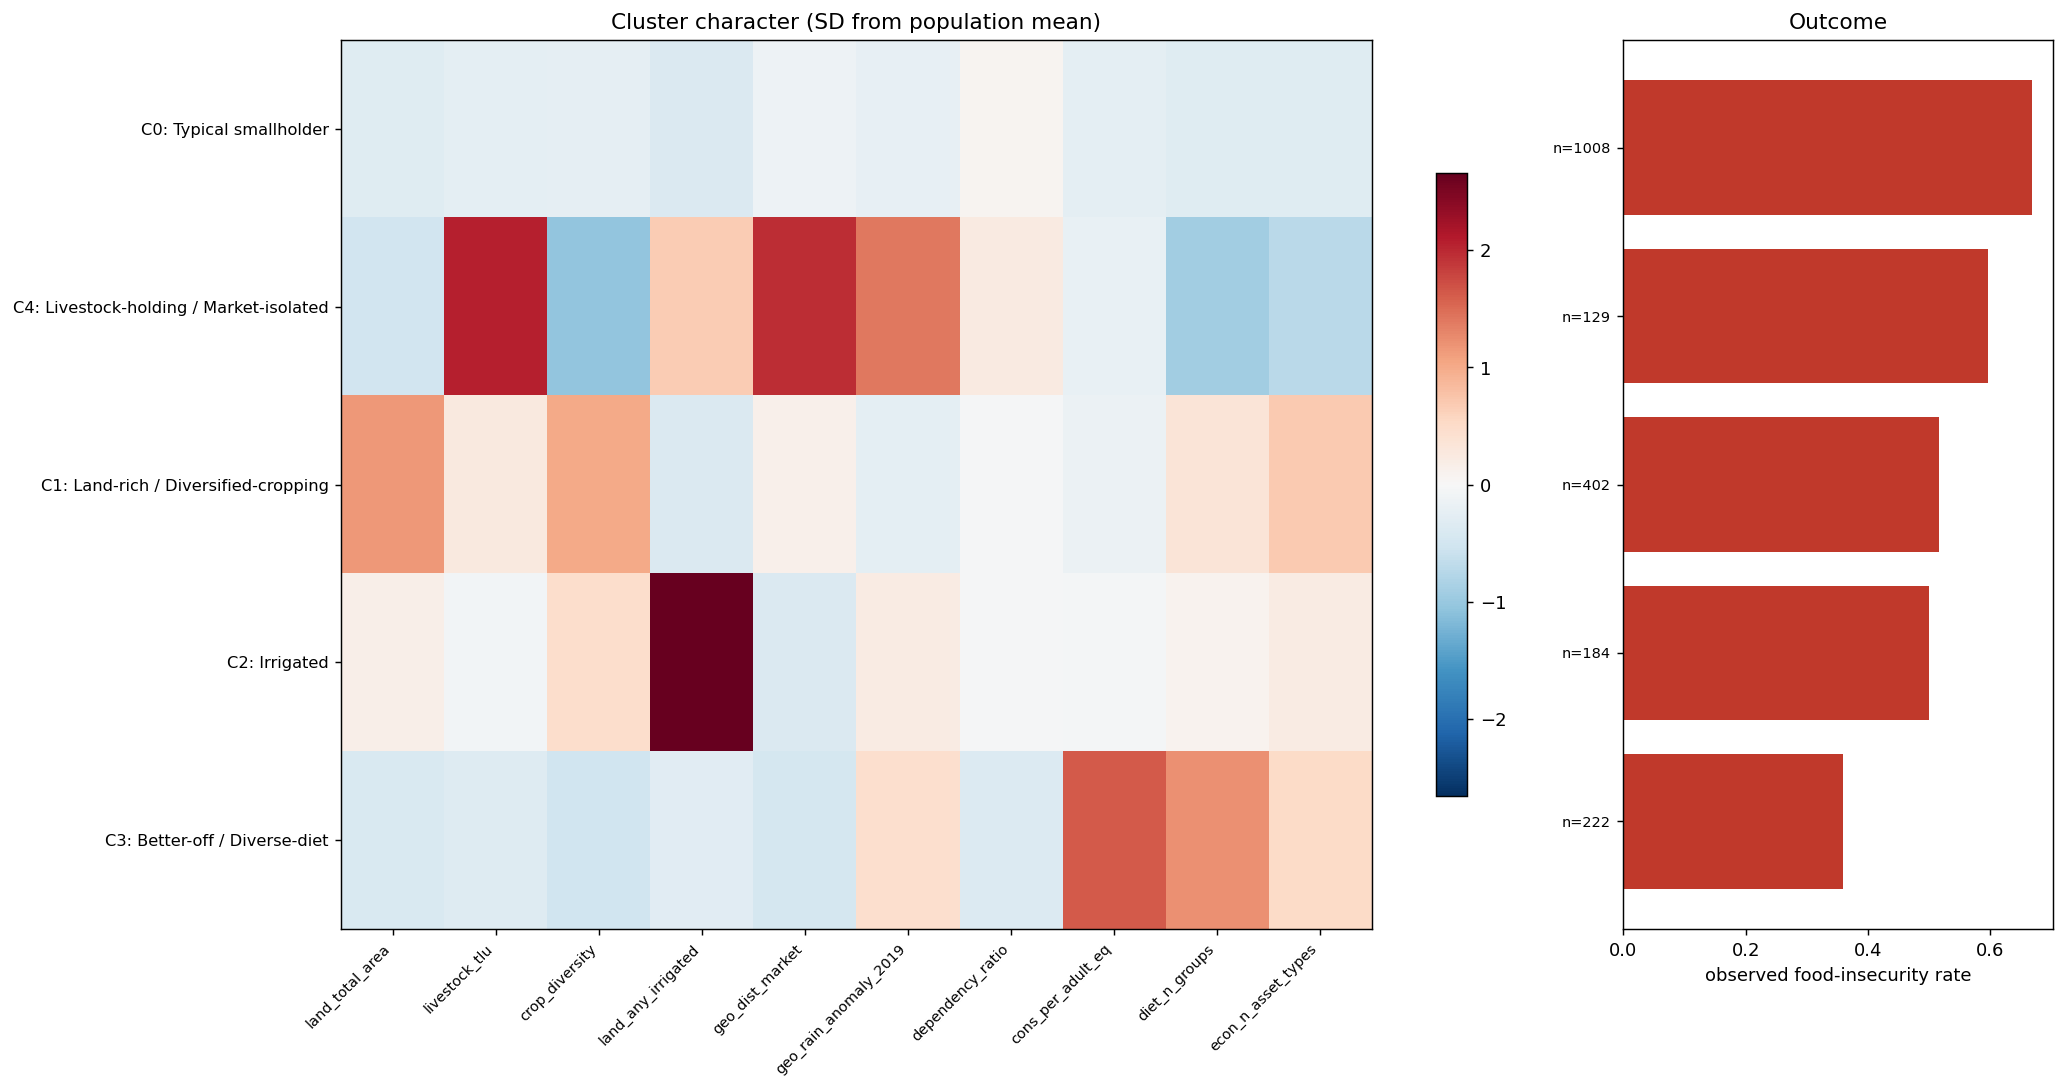 Cluster character (SD from population mean)
C0: Typical smallholder
C4: Livestock-holding / Market-isolated
C1: Land-rich / Diversified-cropping
C2: Irrigated
C3: Better-off / Diverse-diet
land_total_area
livestock_tlu
crop_diversity
land_any_irrigated
geo_dist_market
geo_rain_anomaly_2019
dependency_ratio
cons_per_adult_eq
diet_n_groups
econ_n_asset_types
2
1
0
−1
−2
Outcome
n=1008
n=129
n=402
n=184
n=222
0.0 0.2 0.4 0.6
observed food-insecurity rate